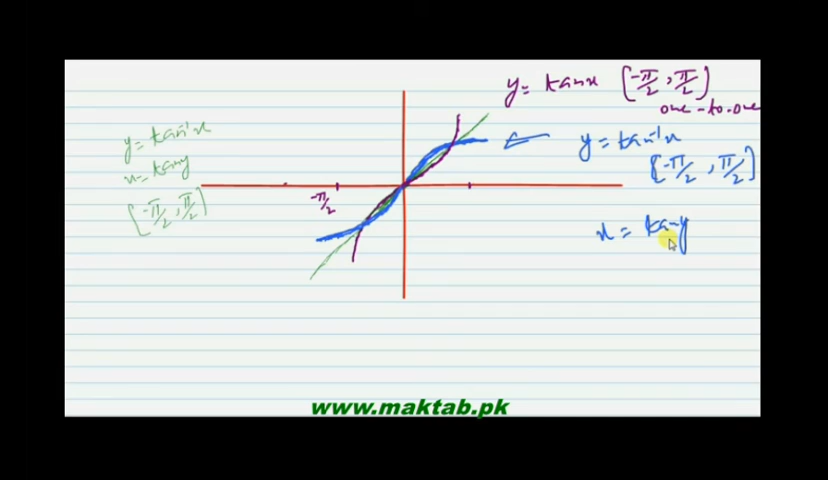 y = tan x [-π/2, π/2]
one-to-one
y = tan⁻¹x
[-π/2, π/2]
x = tan y
y = tan⁻¹x
x = tan y
[-π/2, π/2]
-π/2
www.maktab.pk